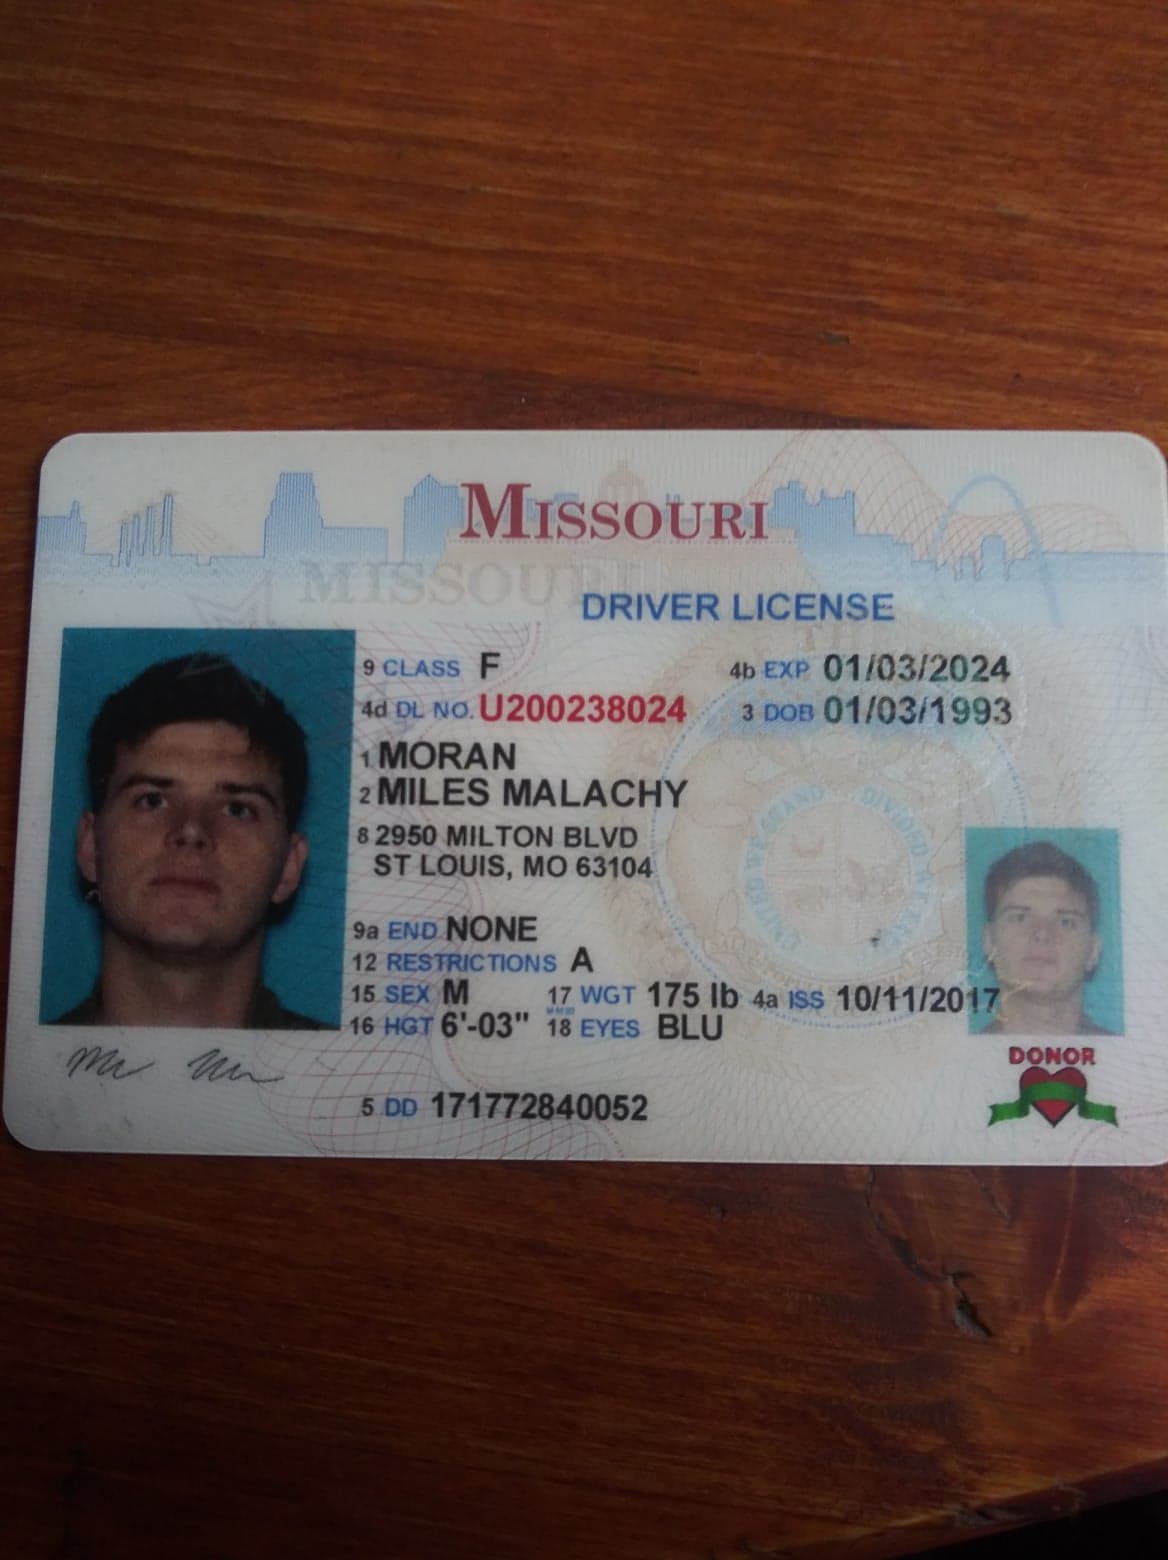 MISSOURI
MISSOURI
DRIVER LICENSE
9 CLASS F 4b EXP 01/03/2024
4d DL NO. U200238024 3 DOB 01/03/1993
1 MORAN
2 MILES MALACHY
8 2950 MILTON BLVD
ST LOUIS, MO 63104
9a END NONE
12 RESTRICTIONS A
15 SEX M 17 WGT 175 lb 4a ISS 10/11/2017
16 HGT 6'-03" 18 EYES BLU
DONOR
5 DD 171772840052